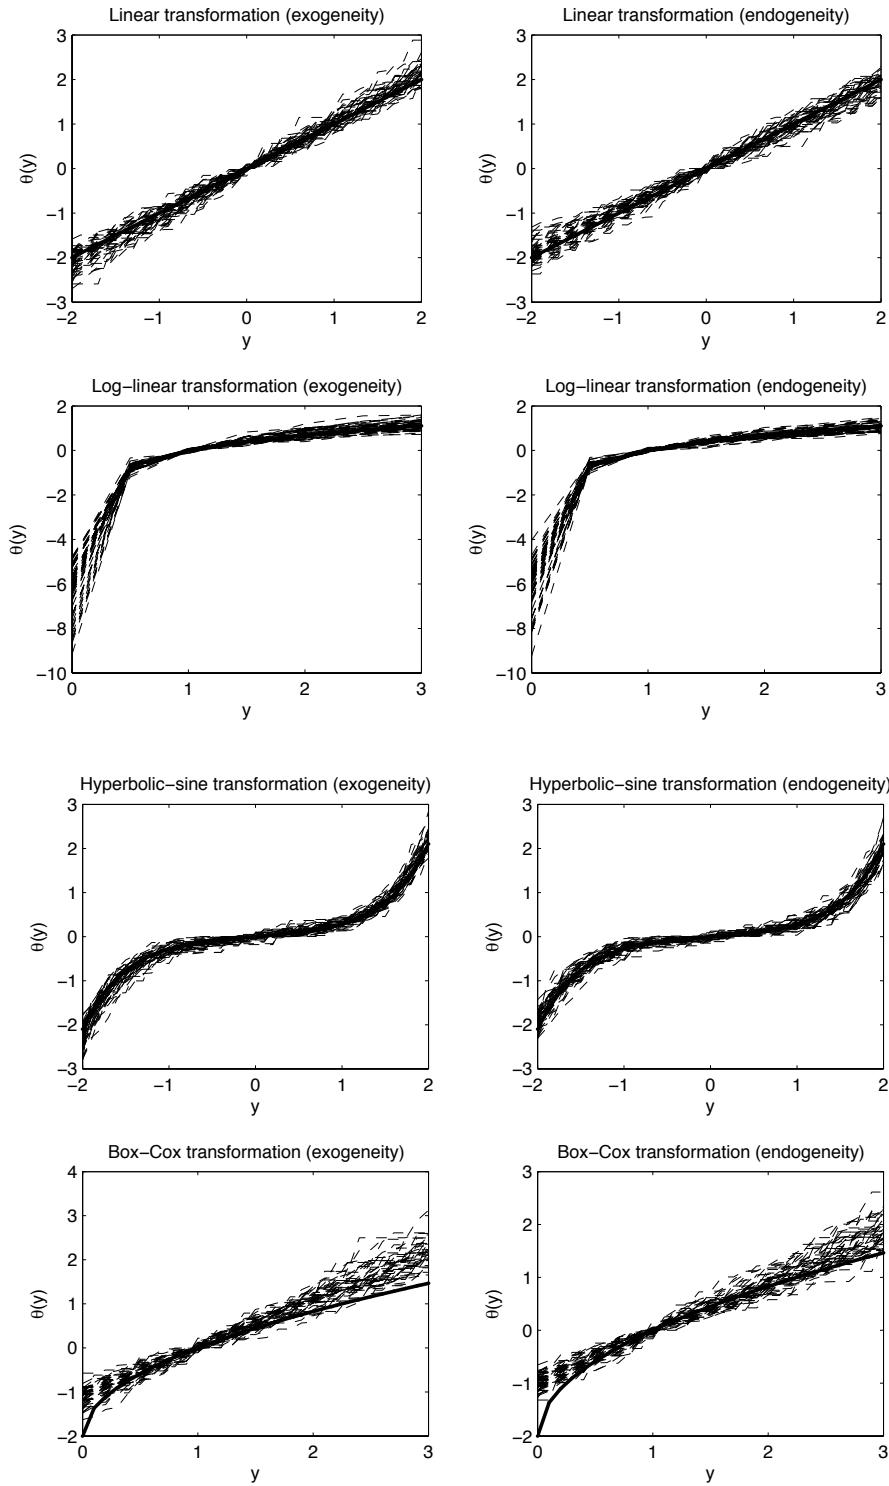 Linear transformation (exogeneity)
3
2
1
0
−1
−2
−3
θ(y)
−2 −1 0 1 2
y
Linear transformation (endogeneity)
3
2
1
0
−1
−2
−3
θ(y)
−2 −1 0 1 2
y
Log−linear transformation (exogeneity)
2
0
−2
−4
−6
−8
−10
θ(y)
0 1 2 3
y
Log−linear transformation (endogeneity)
2
0
−2
−4
−6
−8
−10
θ(y)
0 1 2 3
y
Hyperbolic−sine transformation (exogeneity)
3
2
1
0
−1
−2
−3
θ(y)
−2 −1 0 1 2
y
Hyperbolic−sine transformation (endogeneity)
3
2
1
0
−1
−2
−3
θ(y)
−2 −1 0 1 2
y
Box−Cox transformation (exogeneity)
4
3
2
1
0
−1
−2
θ(y)
0 1 2 3
y
Box−Cox transformation (endogeneity)
3
2
1
0
−1
−2
θ(y)
0 1 2 3
y